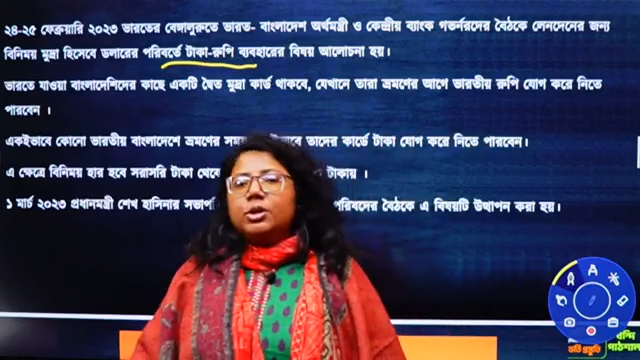 ২৪-২৫ ফেব্রুয়ারি ২০২৩ ভারতের বেঙ্গালুরুতে ভারত- বাংলাদেশ অর্থমন্ত্রী ও কেন্দ্রীয় ব্যাংক গভর্নরদের বৈঠকে লেনদেনের জন্য
বিনিময় মুদ্রা হিসেবে ডলারের পরিবর্তে টাকা-রুপি ব্যবহারের বিষয় আলোচনা হয়।
ভারতে যাওয়া বাংলাদেশিদের কাছে একটি দ্বৈত মুদ্রা কার্ড থাকবে, যেখানে তারা ভ্রমণের আগে ভারতীয় রুপি যোগ করে নিতে
পারবেন ।
একইভাবে কোনো ভারতীয় বাংলাদেশে ভ্রমণের তাদের কার্ডে টাকা যোগ করে নিতে পারবেন।
এ ক্ষেত্রে বিনিময় হার হবে সরাসরি টাকা টাকায় ।
১ মার্চ ২০২৩ প্রধানমন্ত্রী শেখ হাসিনার বৈঠকে এ বিষয়টি উত্থাপন করা হয়।
পাঠশালা